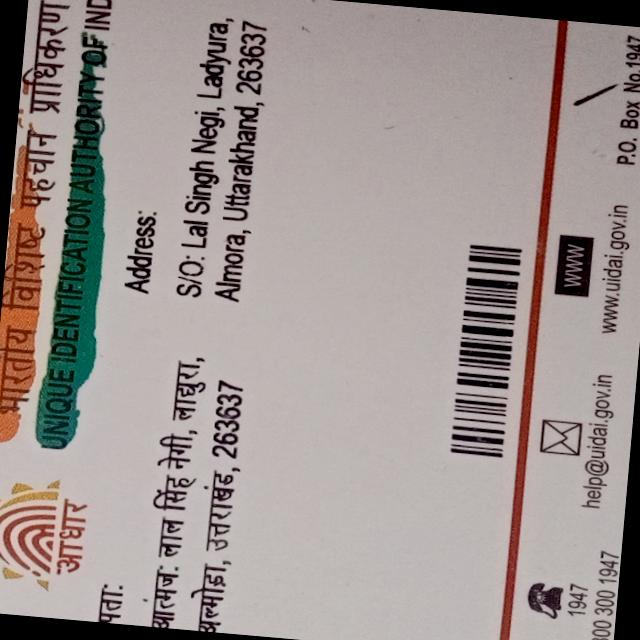 भारतीय विशिष्ट पहचान प्राधिकरण
UNIQUE IDENTIFICATION AUTHORITY OF IND
आधार
पता:
आत्मज: लाल सिंह नेगी, लाद्युरा,
अल्मोड़ा, उत्तराखंड, 263637
Address:
S/O: Lal Singh Negi, Ladyura,
Almora, Uttarakhand, 263637
1947
00 300 1947
help@uidai.gov.in
www
www.uidai.gov.in
P.O. Box No.1947